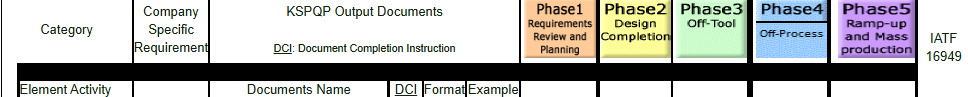 Category
Company
Specific
Requirement
KSPQP Output Documents
DCI: Document Completion Instruction
Phase1
Requirements
Review and
Planning
Phase2
Design
Completion
Phase3
Off-Tool
Phase4
Off-Process
Phase5
Ramp-up
and Mass
production
IATF
16949
Element Activity
Documents Name
DCI
Format
Example